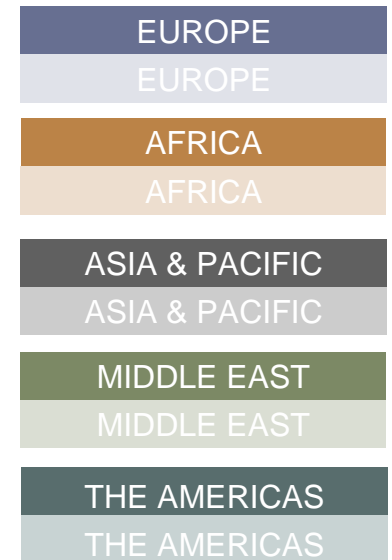 EUROPE
EUROPE
AFRICA
AFRICA
ASIA & PACIFIC
ASIA & PACIFIC
MIDDLE EAST
MIDDLE EAST
THE AMERICAS
THE AMERICAS